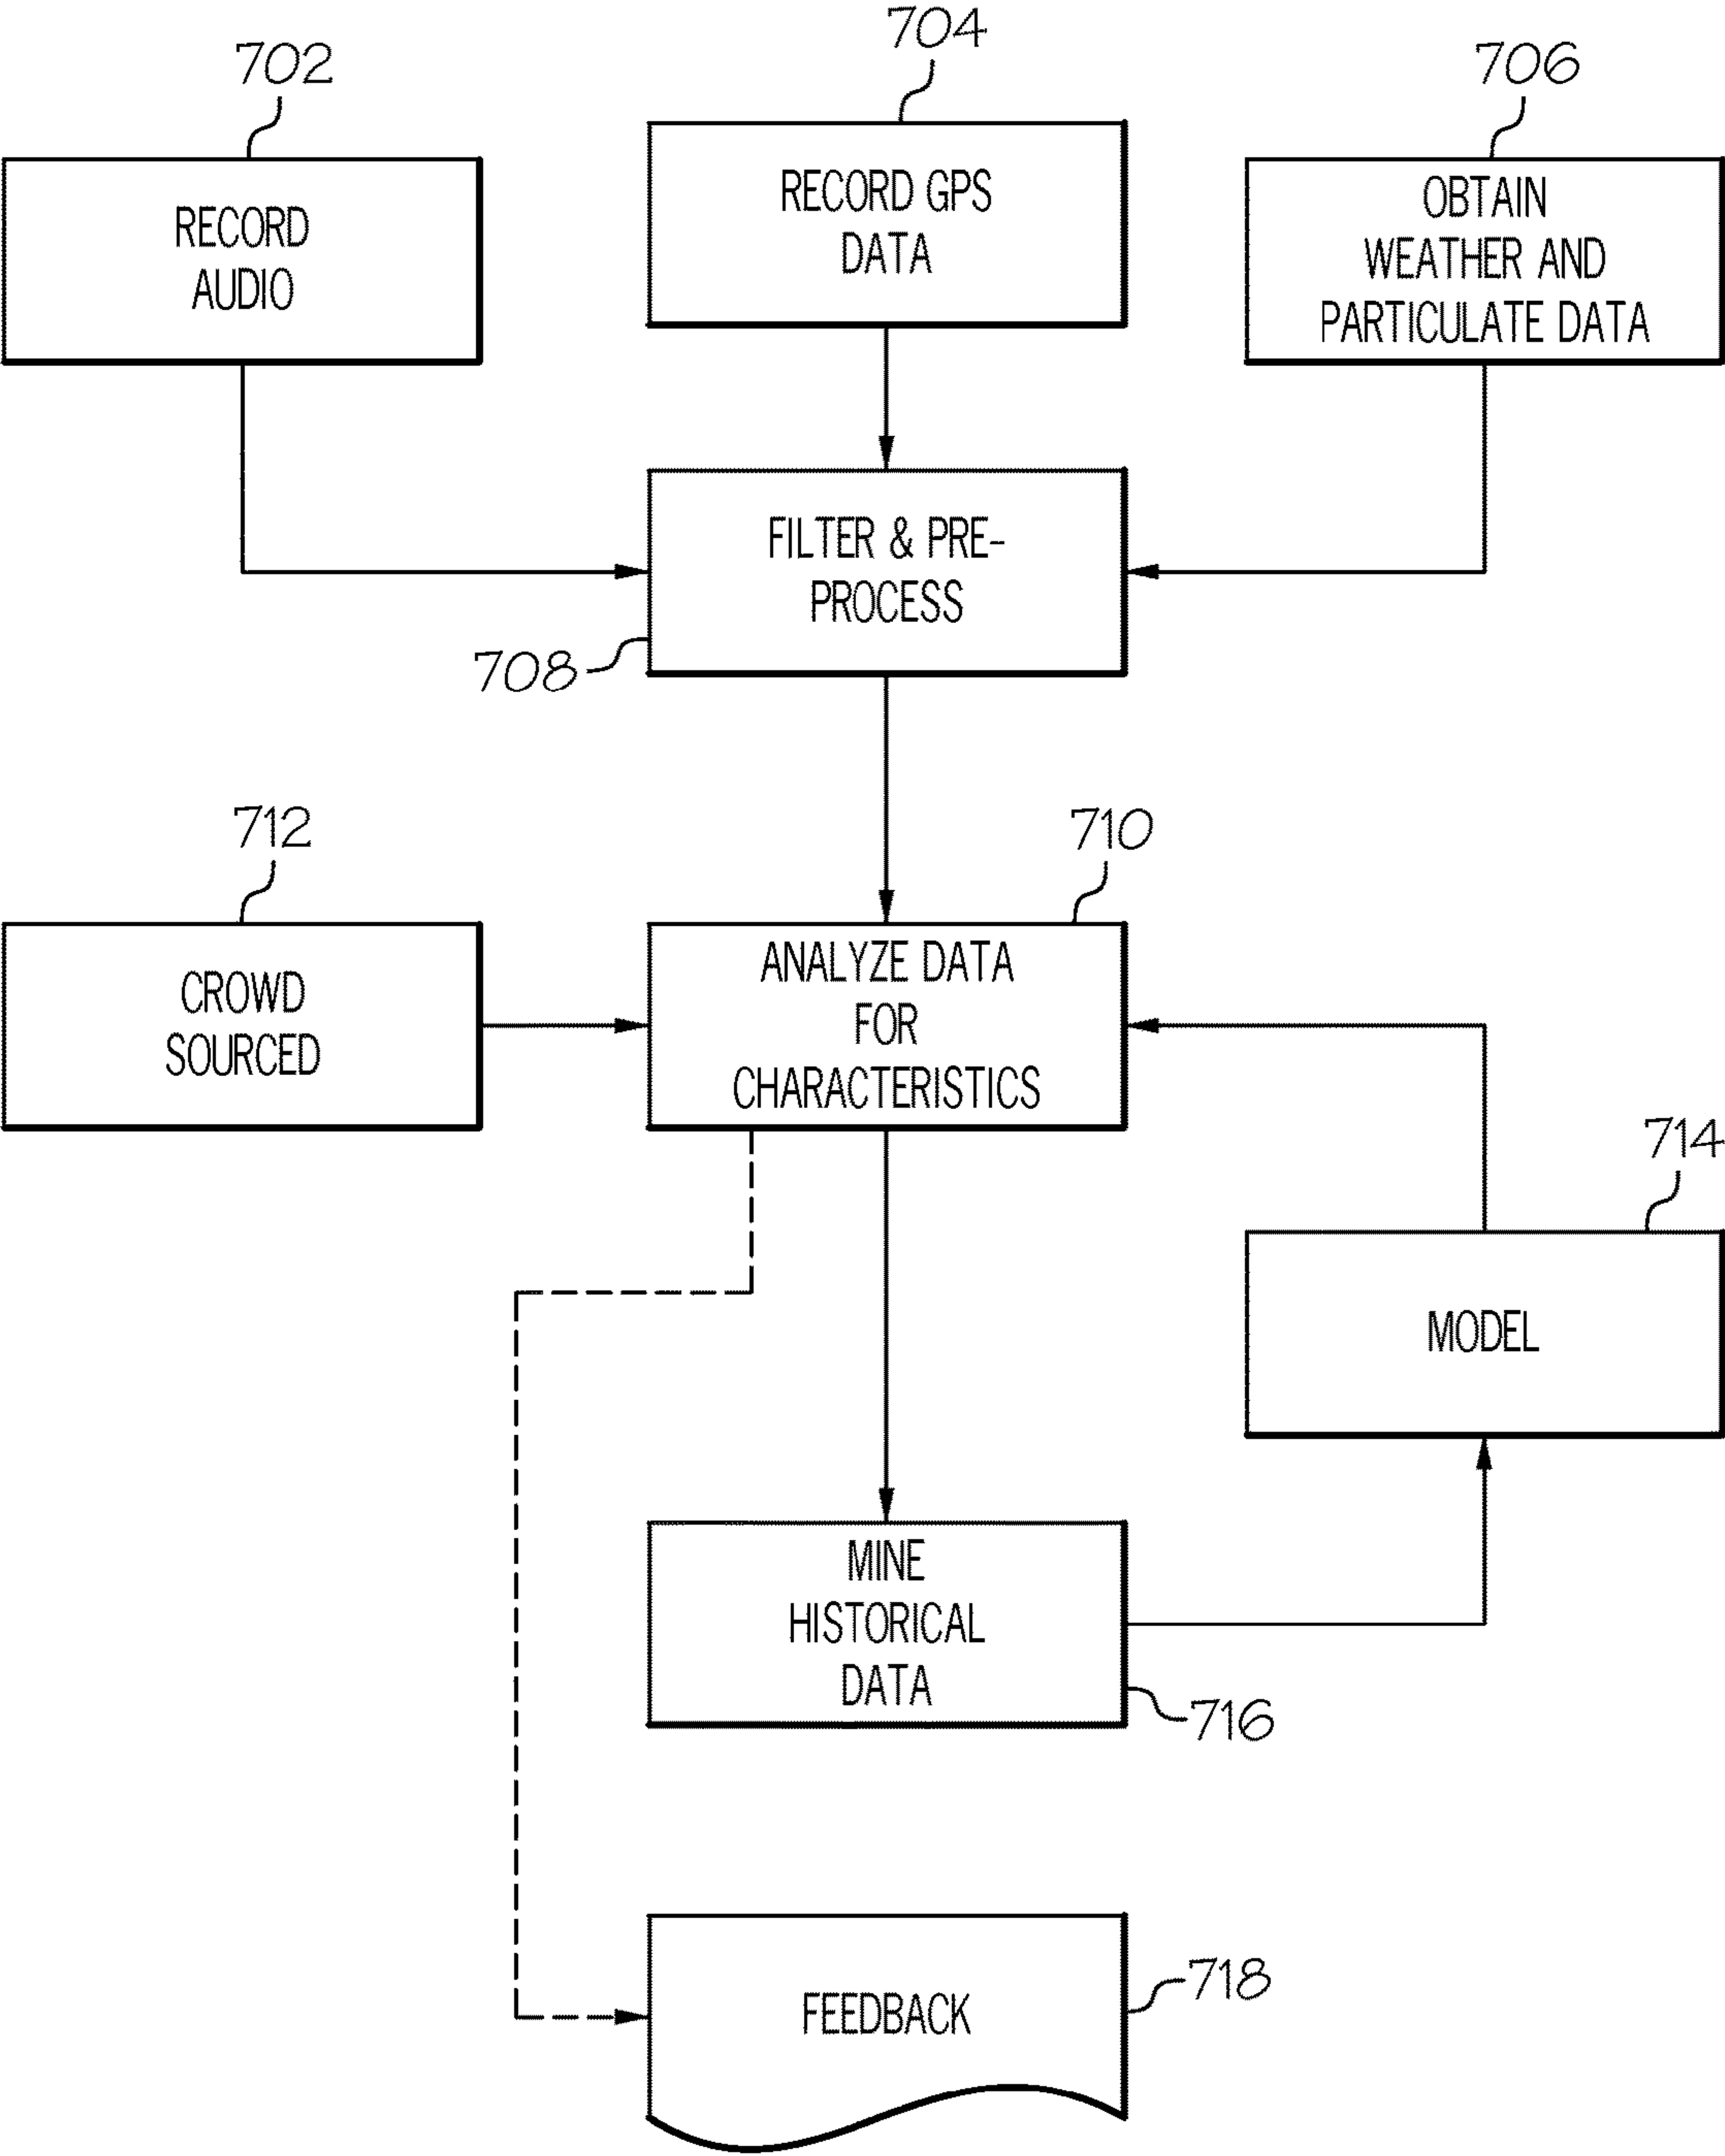 702
704
706
RECORD
AUDIO
RECORD GPS
DATA
OBTAIN
WEATHER AND
PARTICULATE DATA
FILTER & PRE-
PROCESS
708
712
710
CROWD
SOURCED
ANALYZE DATA
FOR
CHARACTERISTICS
714
MODEL
MINE
HISTORICAL
DATA
716
FEEDBACK
718